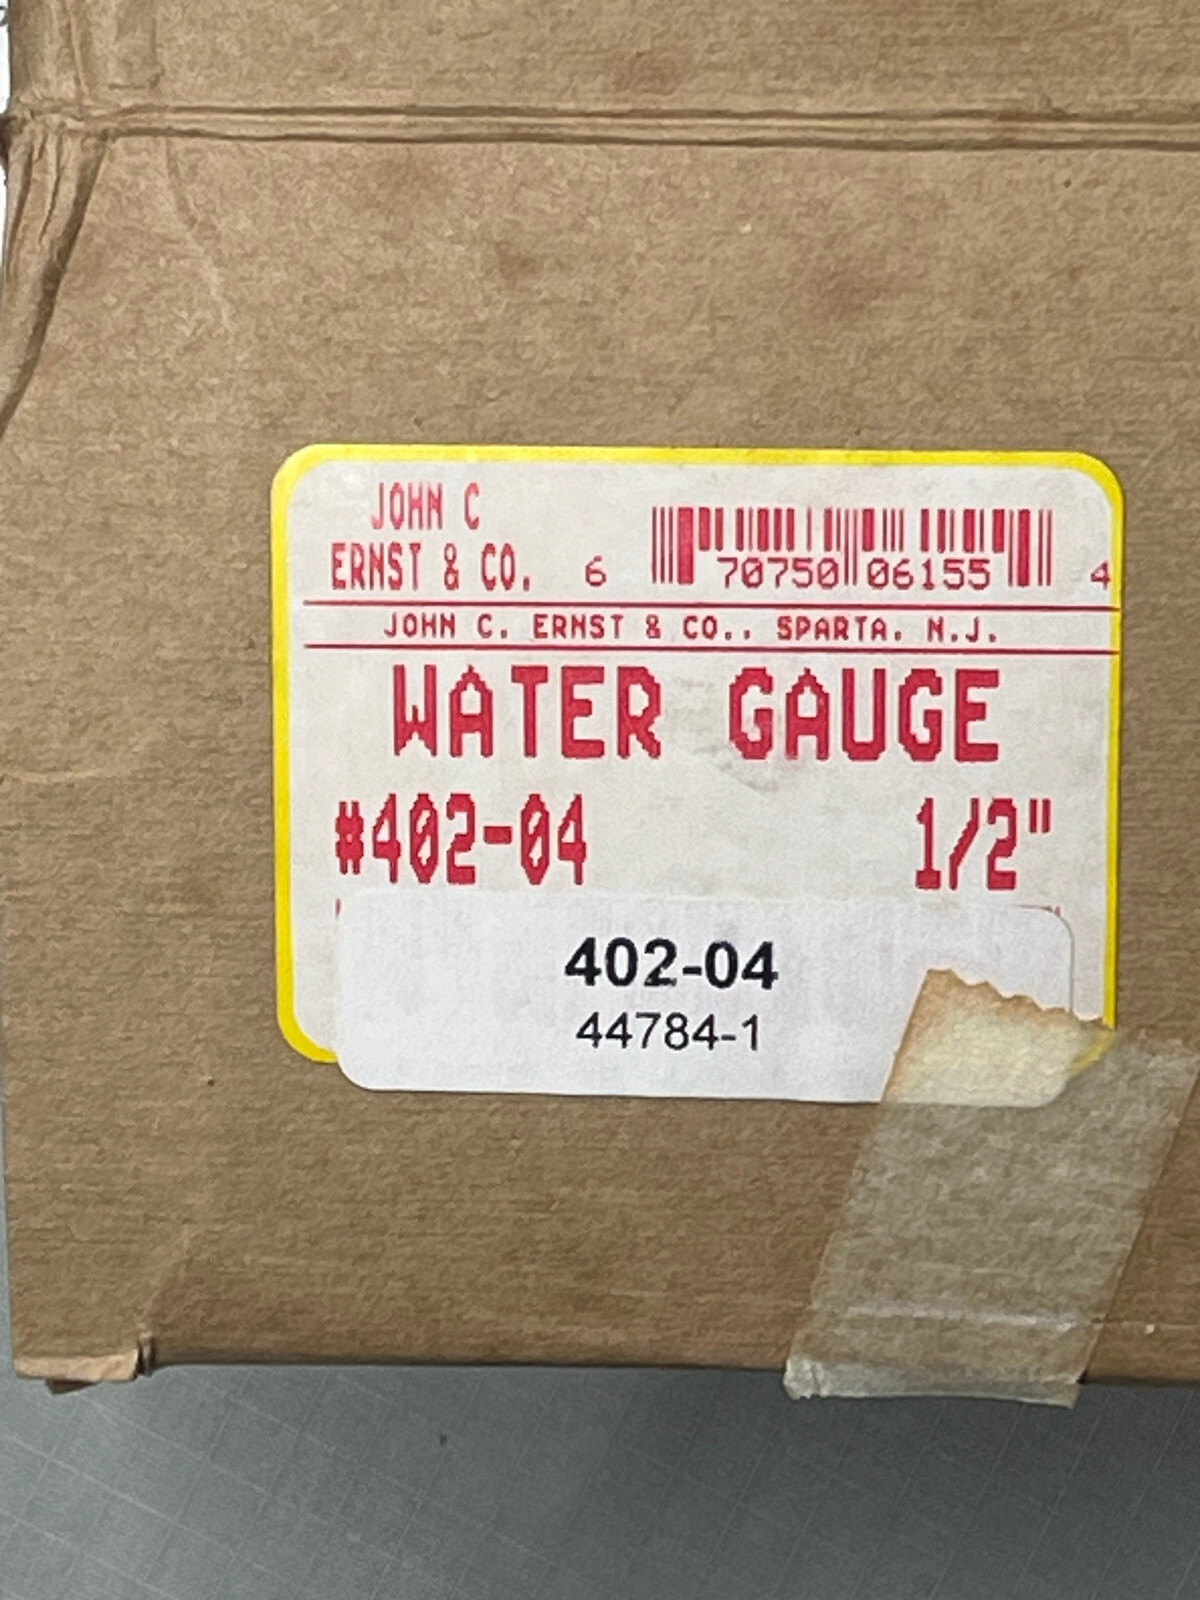 JOHN C
ERNST & CO.
6 70750 06155 4
JOHN C. ERNST & CO., SPARTA, N.J.
WATER GAUGE
#402-04 1/2"
402-04
44784-1